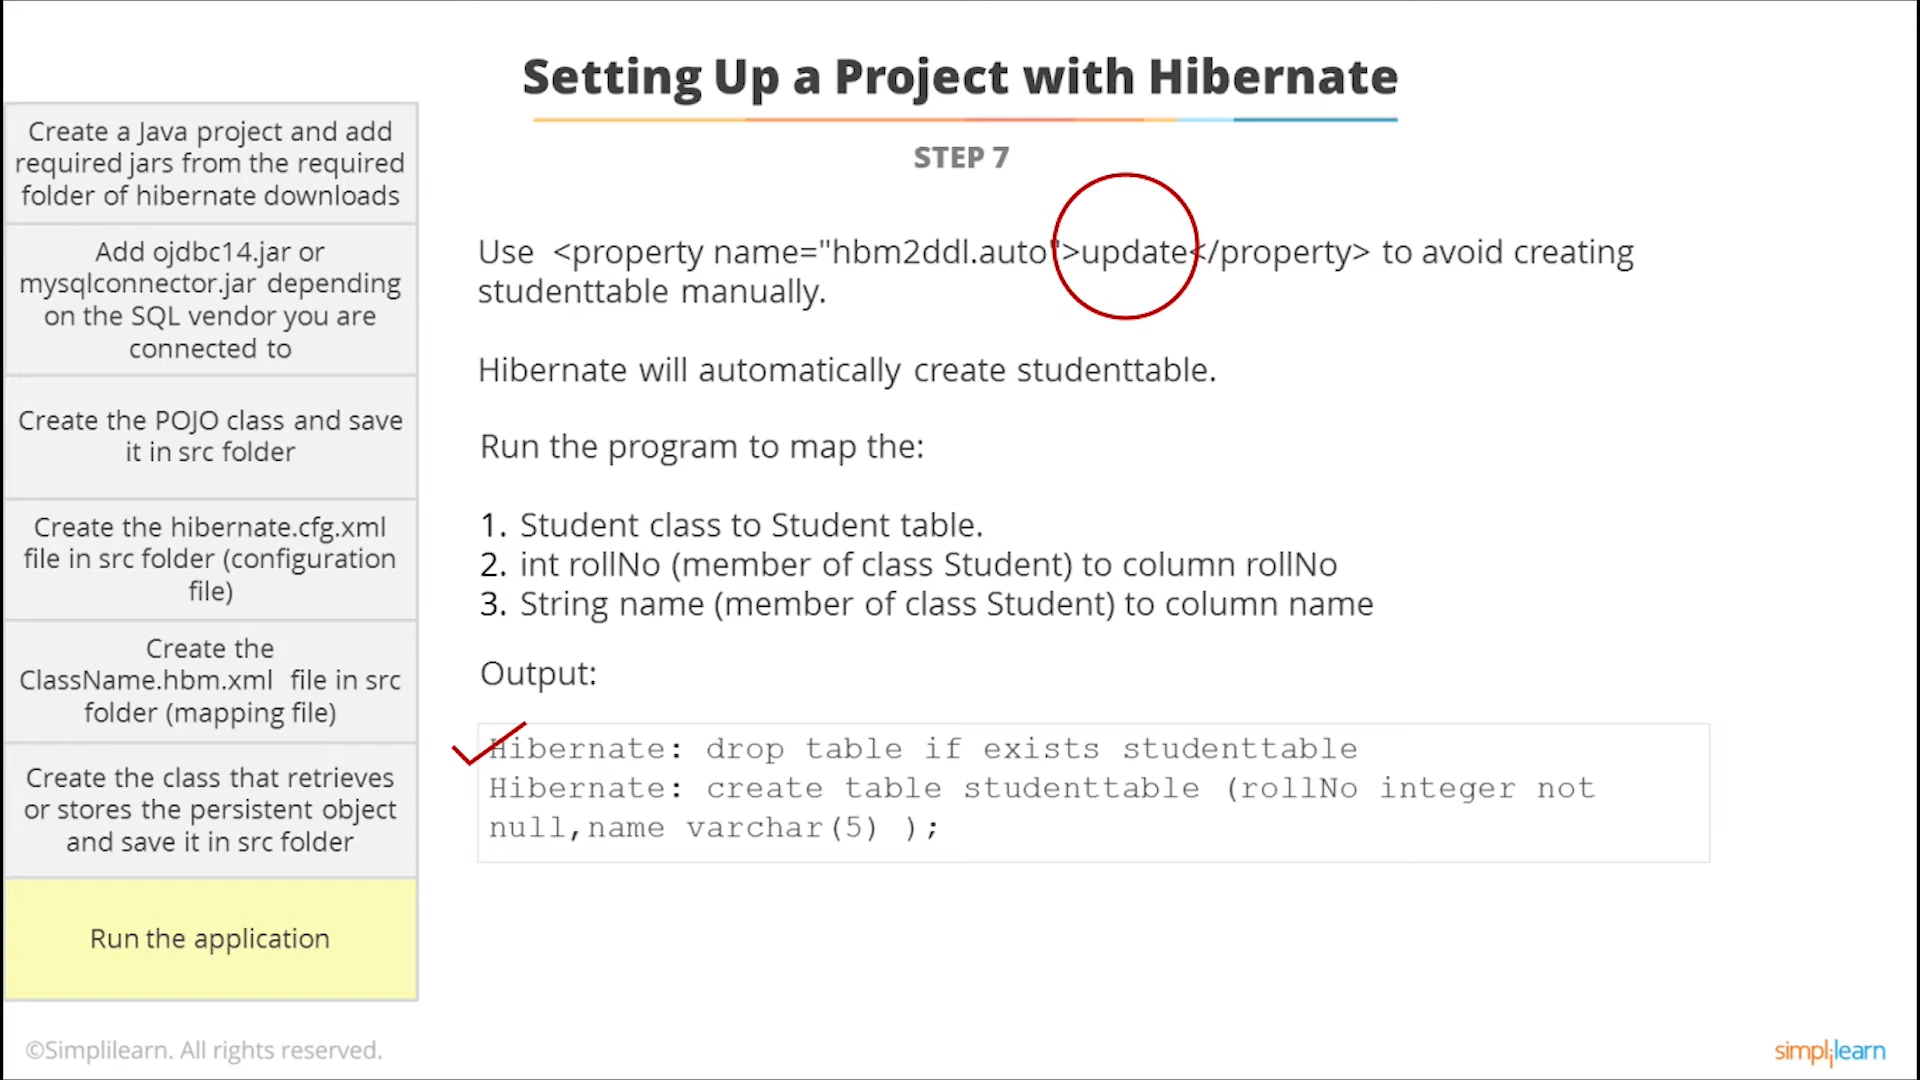 Setting Up a Project with Hibernate
STEP 7
Create a Java project and add
required jars from the required
folder of hibernate downloads
Add ojdbc14.jar or
mysqlconnector.jar depending
on the SQL vendor you are
connected to
Create the POJO class and save
it in src folder
Create the hibernate.cfg.xml
file in src folder (configuration
file)
Create the
ClassName.hbm.xml file in src
folder (mapping file)
Create the class that retrieves
or stores the persistent object
and save it in src folder
Run the application
Use <property name="hbm2ddl.auto">update</property> to avoid creating
studenttable manually.
Hibernate will automatically create studenttable.
Run the program to map the:
1. Student class to Student table.
2. int rollNo (member of class Student) to column rollNo
3. String name (member of class Student) to column name
Output:
Hibernate: drop table if exists studenttable
Hibernate: create table studenttable (rollNo integer not
null,name varchar(5) );
©Simplilearn. All rights reserved.
simplilearn